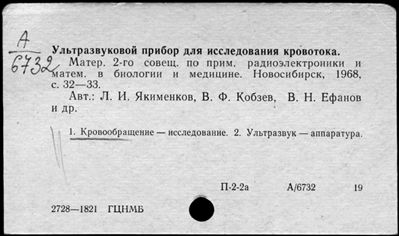 А
6732
Ультразвуковой прибор для исследования кровотока.
Матер. 2-го совещ. по прим. радиоэлектроники и
матем. в биологии и медицине. Новосибирск, 1968,
с. 32—33.
Авт.: Л. И. Якименков, В. Ф. Кобзев, В. Н. Ефанов
и др.
1. Кровообращение — исследование. 2. Ультразвук — аппаратура.
П-2-2а А/6732 19
2728—1821 ГЦНМБ